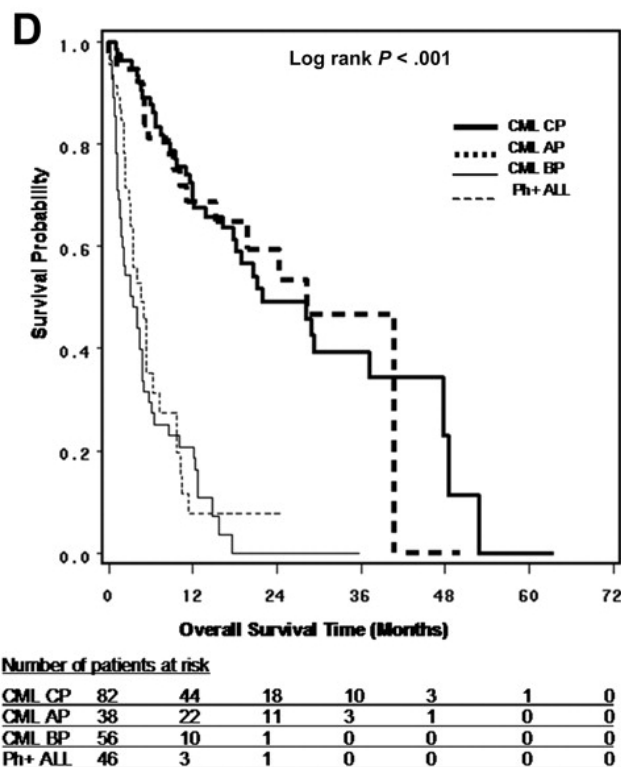 D
Log rank P < .001
CML CP
CML AP
CML BP
Ph+ ALL
Survival Probability
1.0
0.8
0.6
0.4
0.2
0.0
0 12 24 36 48 60 72
Overall Survival Time (Months)
Number of patients at risk
CML CP 82 44 18 10 3 1 0
CML AP 38 22 11 3 1 0 0
CML BP 56 10 1 0 0 0 0
Ph+ ALL 46 3 1 0 0 0 0